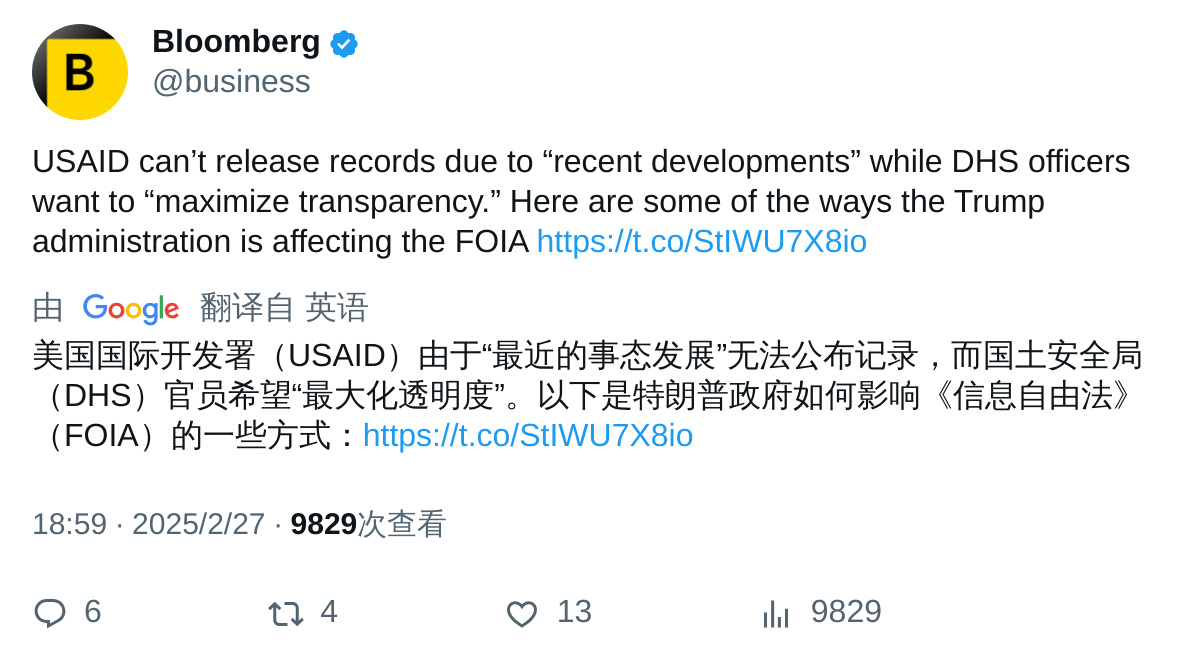 B
Bloomberg
@business
USAID can’t release records due to “recent developments” while DHS officers
want to “maximize transparency.” Here are some of the ways the Trump
administration is affecting the FOIA https://t.co/StIWU7X8io
由 Google 翻译自 英语
美国国际开发署（USAID）由于“最近的事态发展”无法公布记录，而国土安全局
（DHS）官员希望“最大化透明度”。以下是特朗普政府如何影响《信息自由法》
（FOIA）的一些方式：https://t.co/StIWU7X8io
18:59 · 2025/2/27 · 9829次查看
6 4 13 9829